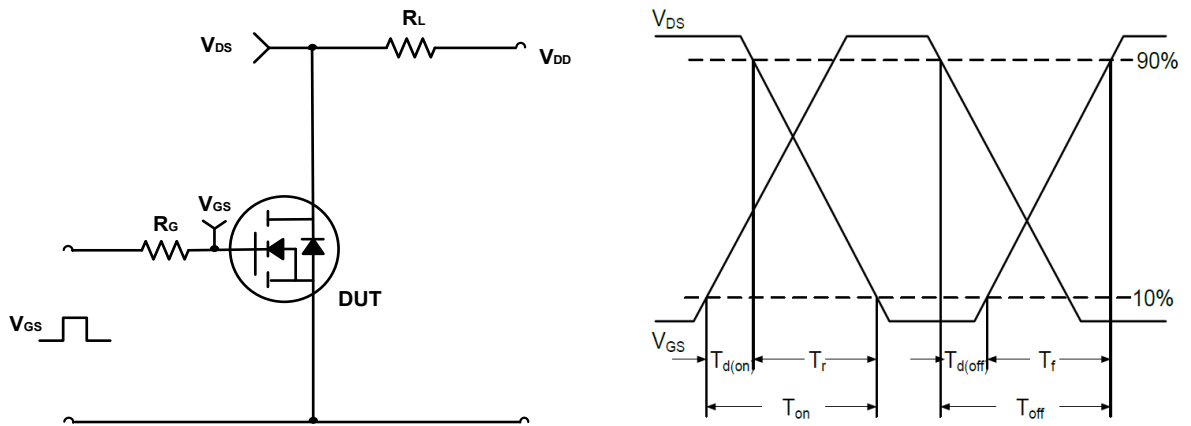 RL
VDS
VDD
VGS
RG
DUT
VGS
VDS
90%
10%
VGS
Td(on)
Tr
Td(off)
Tf
Ton
Toff